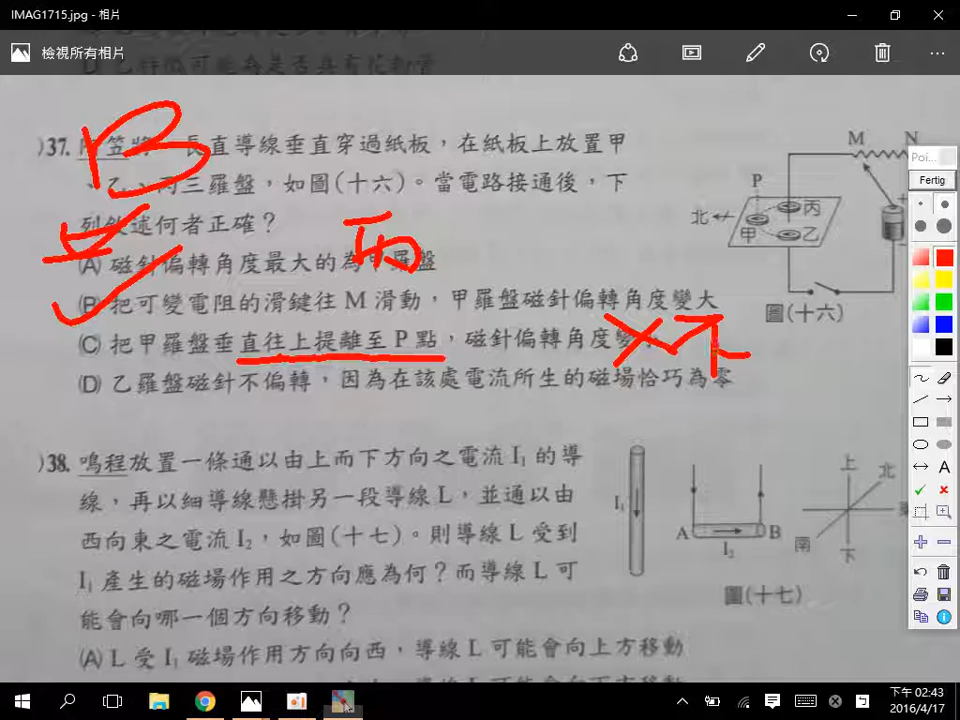 IMAG1715.jpg - 相片
檢視所有相片
)37.
長直導線垂直穿過紙板，在紙板上放置甲
、乙、丙三羅盤，如圖(十六)。當電路接通後，下
列敘述何者正確？
(A) 磁針偏轉角度最大的為甲羅盤
(B) 把可變電阻的滑鍵往 M 滑動，甲羅盤磁針偏轉角度變大
(C) 把甲羅盤垂直往上提離至 P 點，磁針偏轉角度變
(D) 乙羅盤磁針不偏轉，因為在該處電流所生的磁場恰巧為零
B
丙
不
M N
P
北
甲
丙
乙
圖(十六)
)38. 鳴程放置一條通以由上而下方向之電流 I₁ 的導
線，再以細導線懸掛另一段導線 L，並通以由
西向東之電流 I₂，如圖(十七)。則導線 L 受到
I₁ 產生的磁場作用之方向應為何？而導線 L 可
能會向哪一個方向移動？
(A) L 受 I₁ 磁場作用方向向西，導線 L 可能會向上方移動
I₁
A B
I₂
上
北
南
下
圖(十七)
Poi...
Fertig
A
下午 02:43
2016/4/17